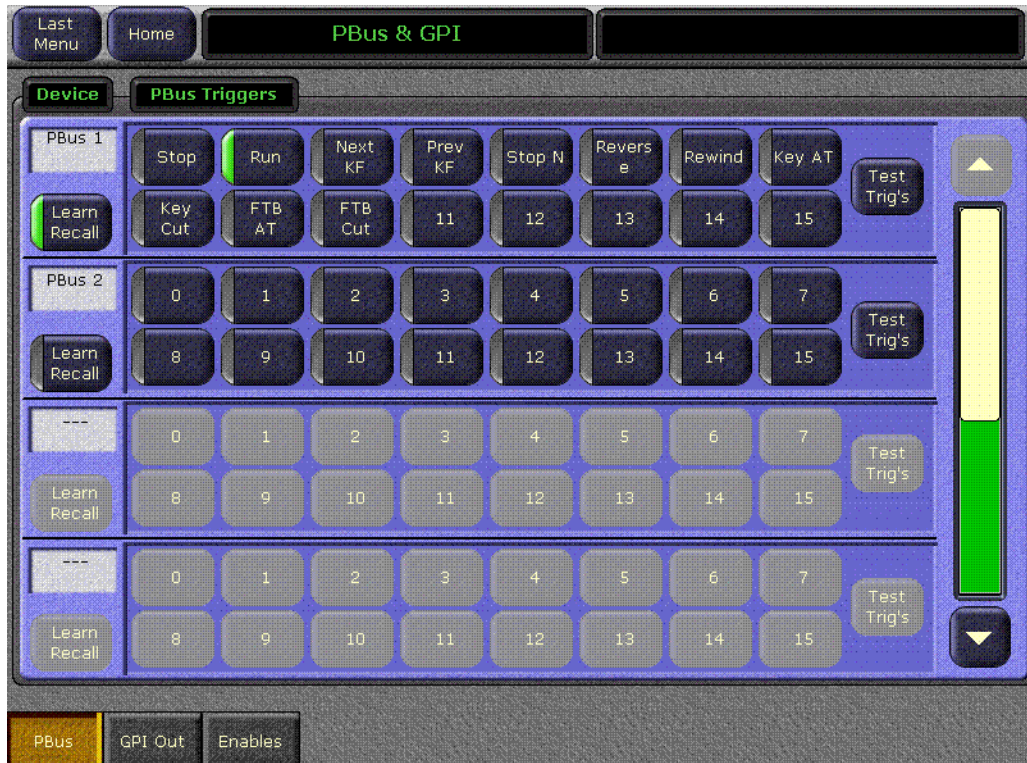 Last
Menu
Home
PBus & GPI
Device
PBus Triggers
PBus 1
Stop
Run
Next
KF
Prev
KF
Stop N
Revers
e
Rewind
Key AT
Test
Trig's
Learn
Recall
Key
Cut
FTB
AT
FTB
Cut
11
12
13
14
15
PBus 2
0
1
2
3
4
5
6
7
Test
Trig's
Learn
Recall
8
9
10
11
12
13
14
15
---
0
1
2
3
4
5
6
7
Test
Trig's
Learn
Recall
8
9
10
11
12
13
14
15
---
0
1
2
3
4
5
6
7
Test
Trig's
Learn
Recall
8
9
10
11
12
13
14
15
PBus
GPI Out
Enables